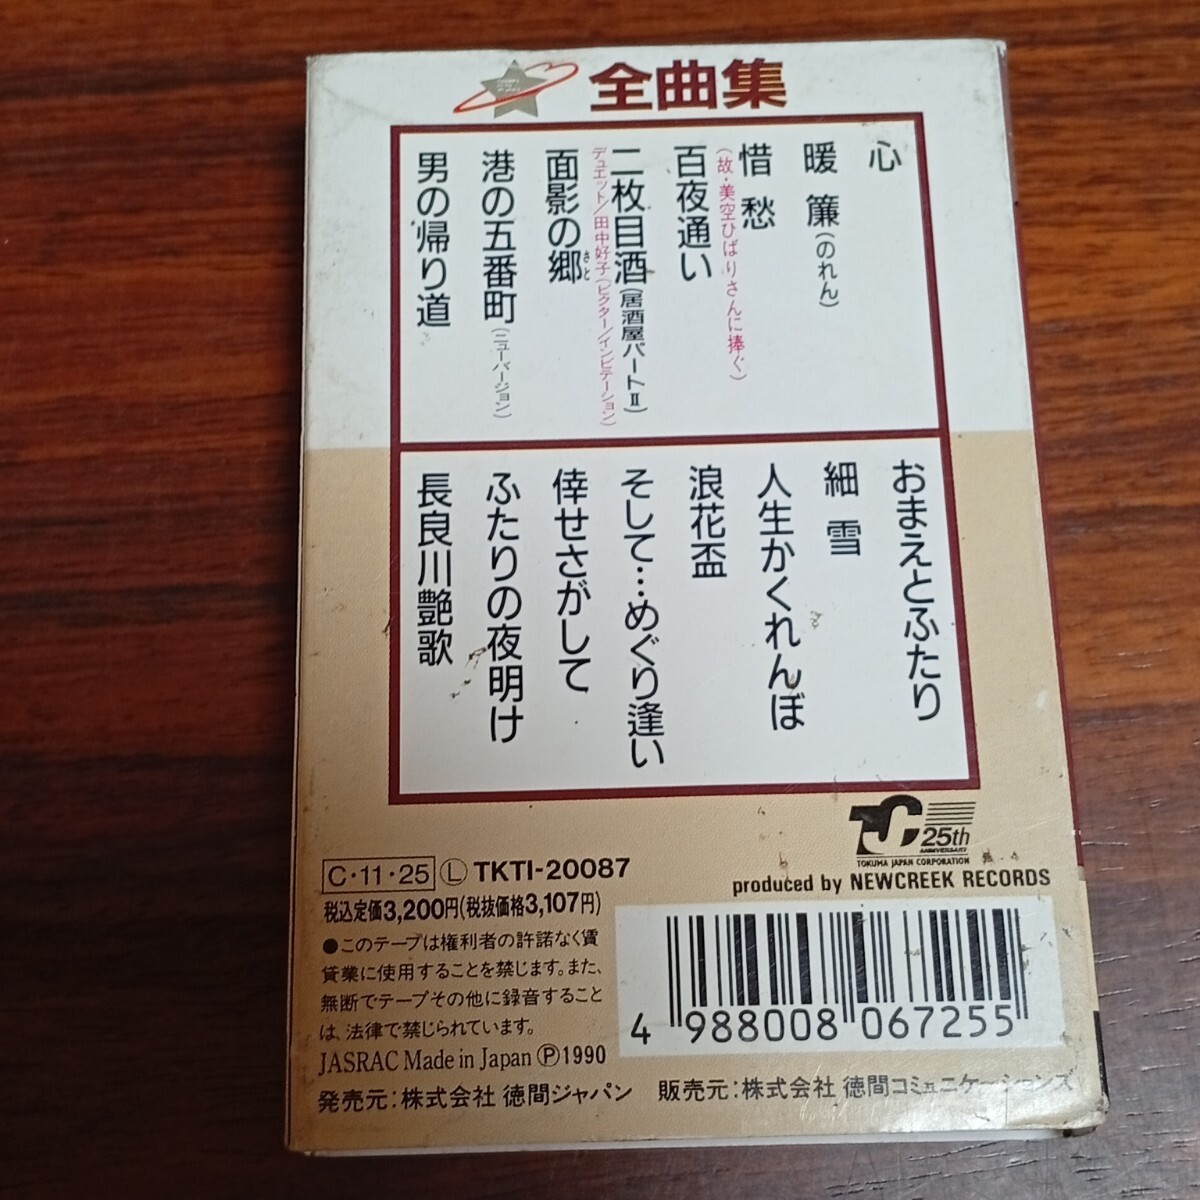 全曲集
心
暖簾(のれん)
惜愁
(故・美空ひばりさんに捧ぐ)
百夜通い
二枚目酒(居酒屋パートⅡ)
デュエット/田中好子(ビクター/インビテーション)
面影の郷
さと
港の五番町(ニューバージョン)
男の帰り道
おまえとふたり
細雪
人生かくれんぼ
浪花盃
そして…めぐり逢い
倖せさがして
ふたりの夜明け
長良川艶歌
TC 25th
ANNIVERSARY
TOKUMA JAPAN CORPORATION
C・11・25 Ⓛ TKTI-20087
produced by NEWCREEK RECORDS
税込定価3,200円(税抜価格3,107円)
●このテープは権利者の許諾なく賃
貸業に使用することを禁じます。また、
無断でテープその他に録音すること
は、法律で禁じられています。
JASRAC Made in Japan Ⓟ1990
4 988008 067255
発売元:株式会社 徳間ジャパン 販売元:株式会社 徳間コミュニケーションズ